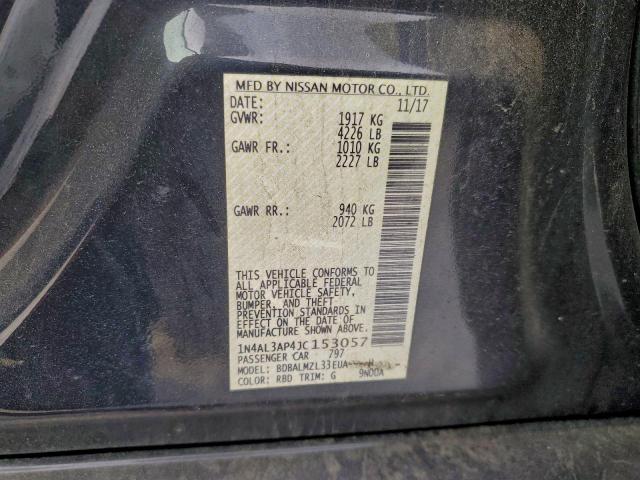 MFD BY NISSAN MOTOR CO., LTD.
DATE: 11/17
GVWR: 1917 KG
4226 LB
GAWR FR.: 1010 KG
2227 LB
GAWR RR.: 940 KG
2072 LB
THIS VEHICLE CONFORMS TO
ALL APPLICABLE FEDERAL
MOTOR VEHICLE SAFETY,
BUMPER, AND THEFT
PREVENTION STANDARDS IN
EFFECT ON THE DATE OF
MANUFACTURE SHOWN ABOVE.
1N4AL3AP4JC153057
PASSENGER CAR 797
MODEL: BDBALMZL33EUA
COLOR: RBD TRIM: G 9N00A